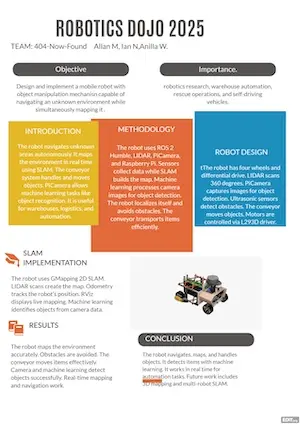 ROBOTICS DOJO 2025
TEAM: 404-Now-Found Allan M, Ian N,Anilla W.
Objective
Importance.
Design and implement a mobile robot with
object manipulation mechanism capable of
navigating an unknown environment while
simultaneously mapping it .
robotics research, warehouse automation,
rescue operations, and self-driving
vehicles.
INTRODUCTION
The robot navigates unknown
areas autonomously. It maps
the environment in real time
using SLAM. The conveyor
system handles and moves
objects. PiCamera allows
machine learning tasks like
object recognition. It is useful
for warehouses, logistics, and
automation.
METHODOLOGY
The robot uses ROS 2
Humble, LIDAR, PiCamera,
and Raspberry Pi. Sensors
collect data while SLAM
builds the map. Machine
learning processes camera
images for object detection.
The robot localizes itself and
avoids obstacles. The
conveyor transports items
efficiently.
ROBOT DESIGN
tThe robot has four wheels and
differential drive. LIDAR scans
360 degrees. PiCamera
captures images for object
detection. Ultrasonic sensors
detect obstacles. The conveyor
moves objects. Motors are
controlled via L293D driver.
SLAM
IMPLEMENTATION
The robot uses GMapping 2D SLAM.
LIDAR scans create the map. Odometry
tracks the robot's position. RViz
displays live mapping. Machine learning
identifies objects from camera data.
RESULTS
The robot maps the environment
accurately. Obstacles are avoided. The
conveyor moves items effectively
Camera and machine learning detect
objects successfully. Real-time mapping
and navigation work.
CONCLUSION
The robot navigates, maps, and handles
objects. It detects items with machine
learning. It works in real time for
automation tasks. Future work includes
3D mapping and multi-robot SLAM.